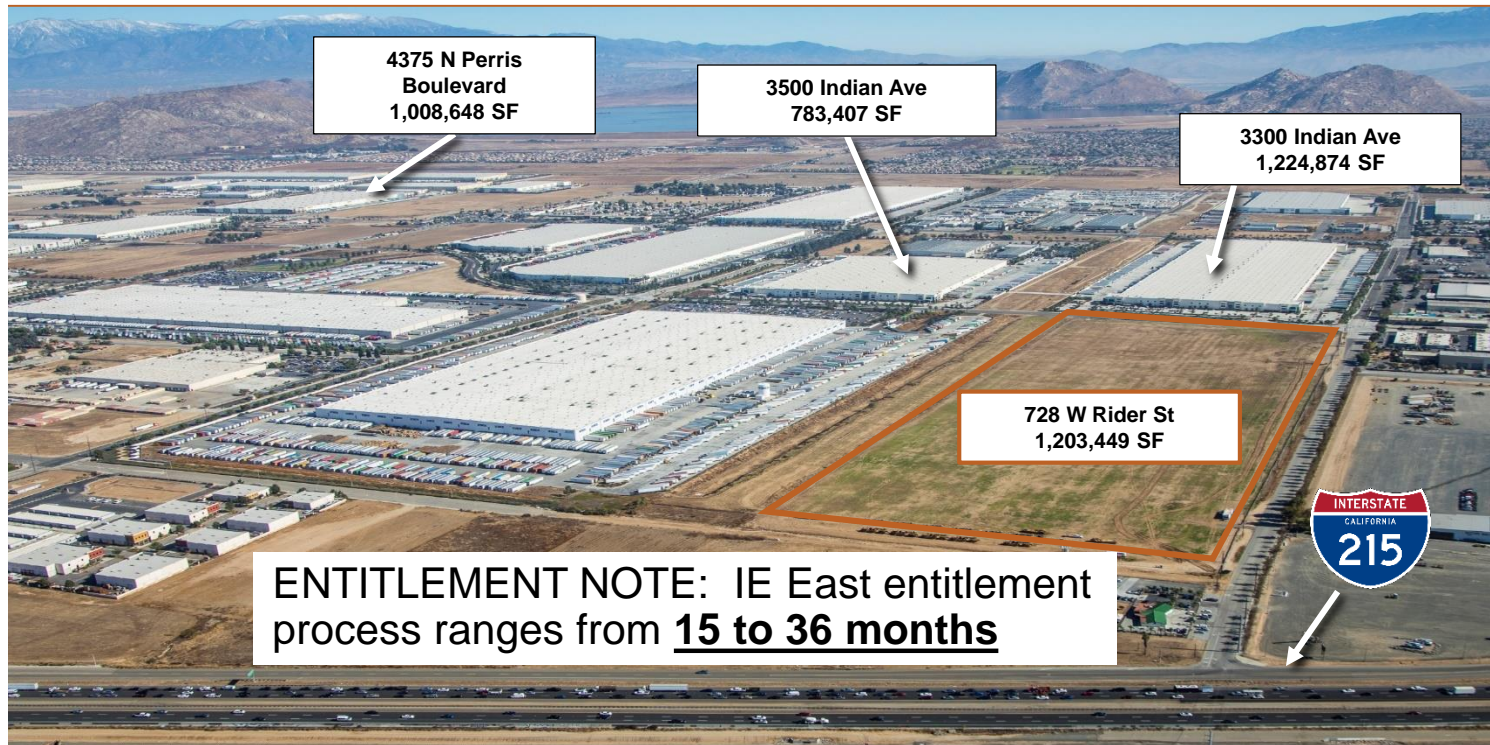 4375 N Perris
Boulevard
1,008,648 SF
3500 Indian Ave
783,407 SF
3300 Indian Ave
1,224,874 SF
728 W Rider St
1,203,449 SF
INTERSTATE
CALIFORNIA
215
ENTITLEMENT NOTE: IE East entitlement
process ranges from 15 to 36 months